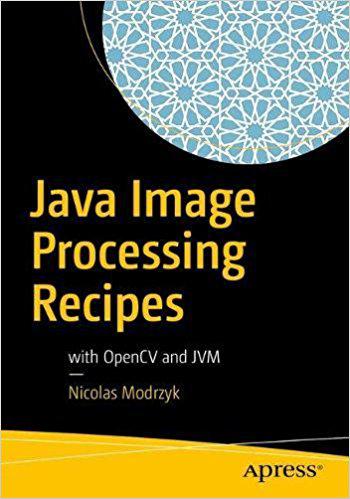 Java Image
Processing
Recipes
with OpenCV and JVM
—
Nicolas Modrzyk
Apress®